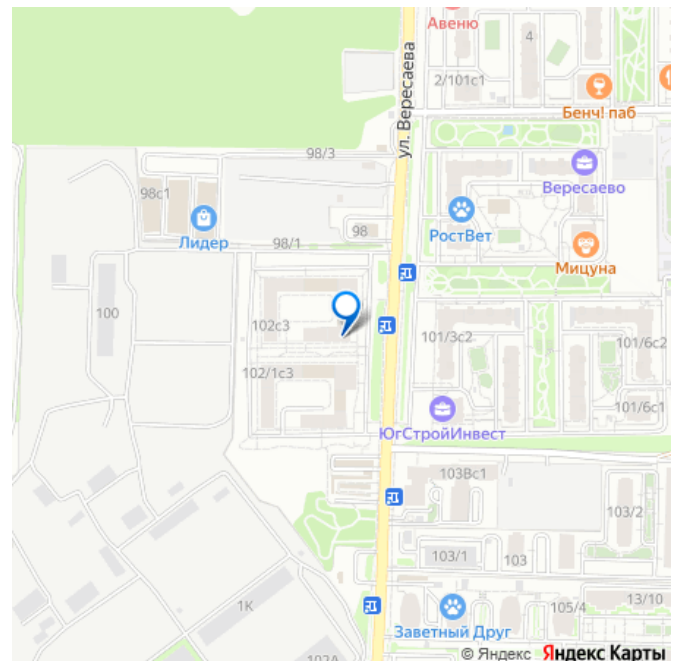 Авеню
4
2/101с1
Бенч! паб
ул. Вересаева
98/3
98с1
Вересаево
РостВет
Лидер
98
98/1
Мицуна
100
102с3
101/3с2
101/6с2
102/1с3
101/6с1
ЮгСтройИнвест
103Вс1
103/2
103/1
103
1К
105/4
13/10
Заветный Друг
102А
© Яндекс Яндекс Карты